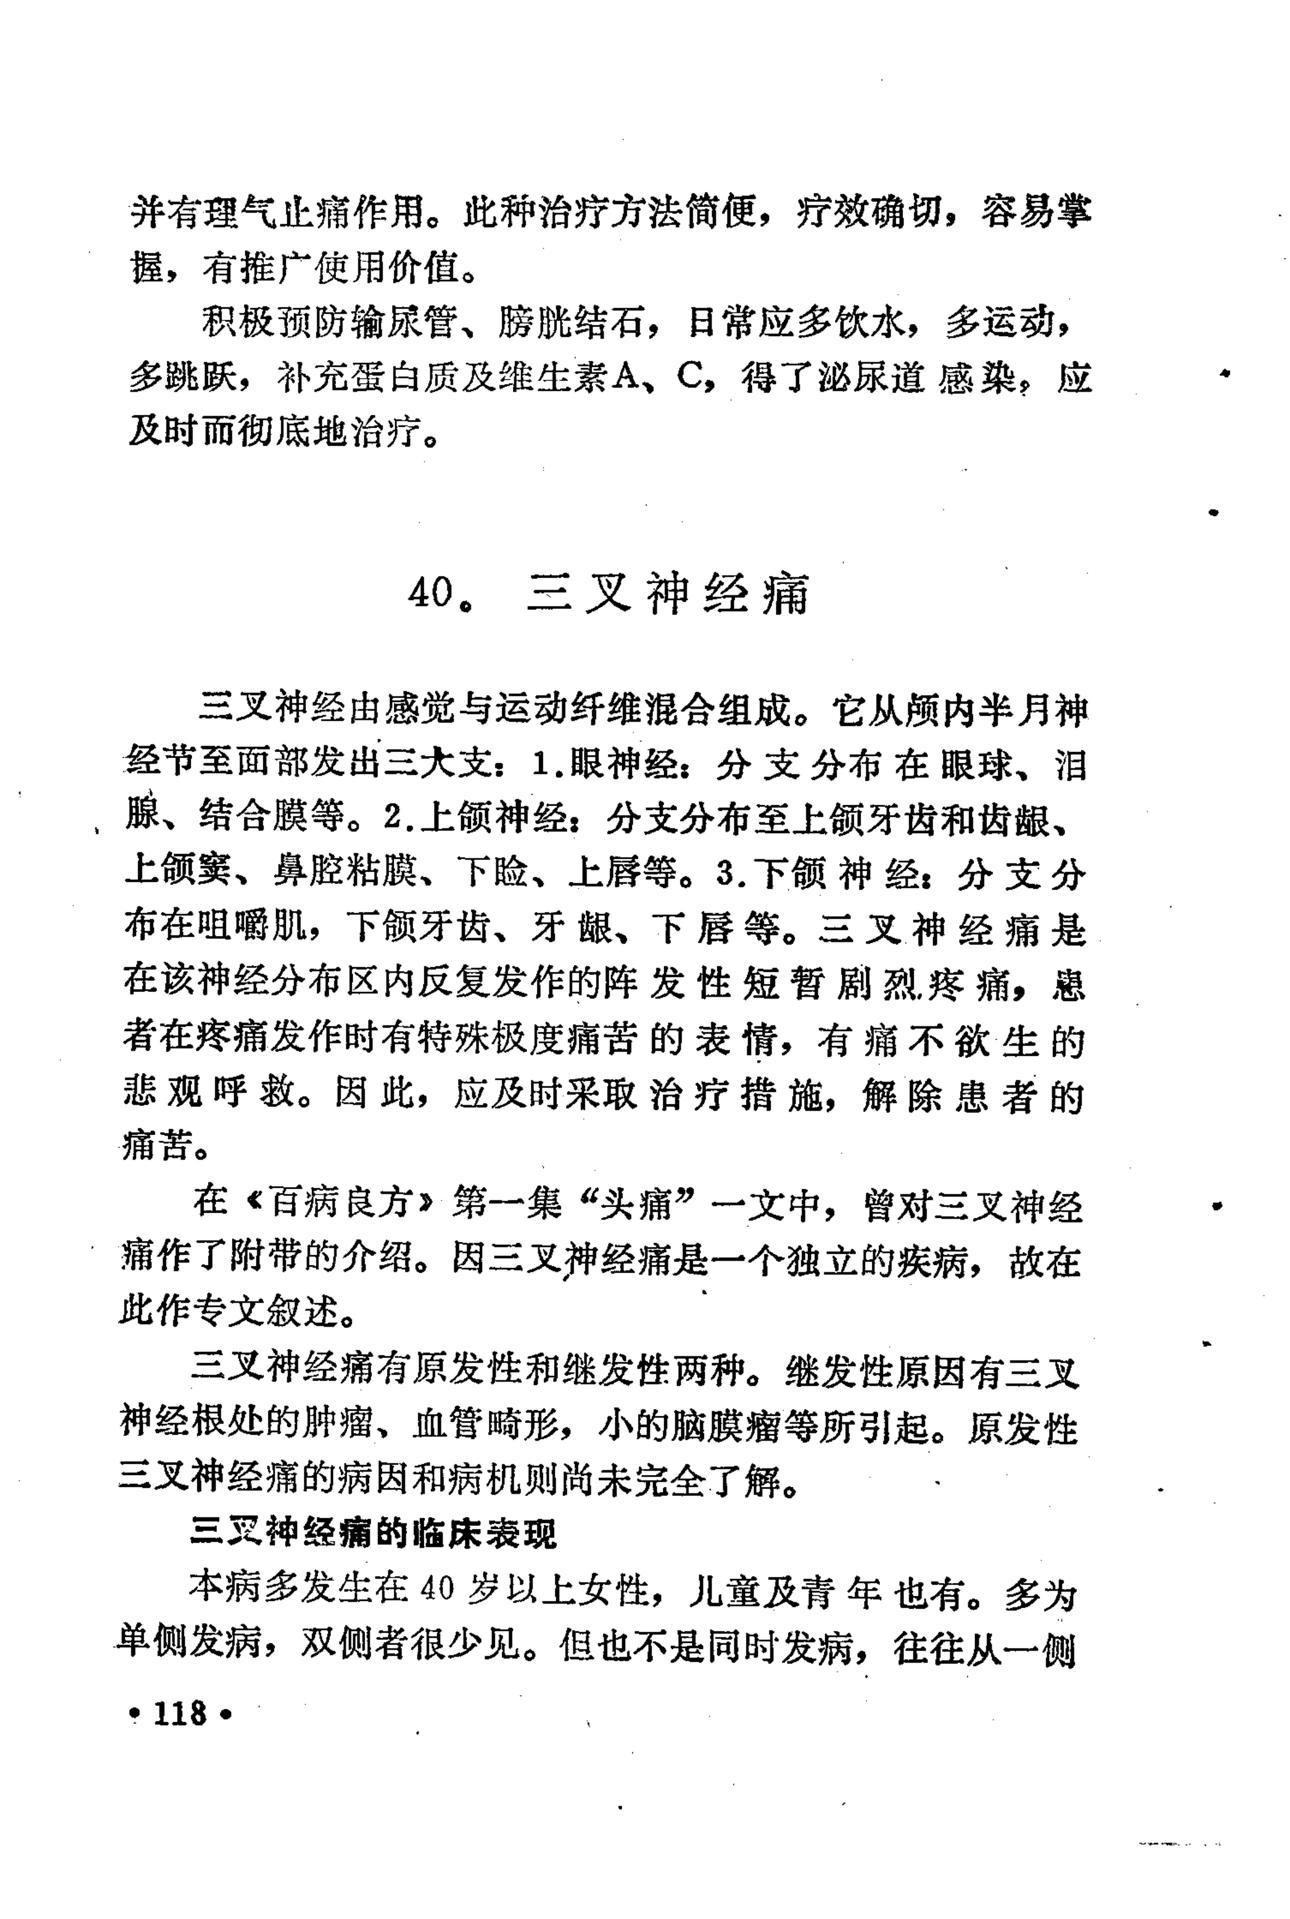 并有理气止痛作用。此种治疗方法简便，疗效确切，容易掌
握，有推广使用价值。
积极预防输尿管、膀胱结石，日常应多饮水，多运动，
多跳跃，补充蛋白质及维生素A、C，得了泌尿道感染，应
及时而彻底地治疗。
40。 三叉神经痛
三叉神经由感觉与运动纤维混合组成。它从颅内半月神
经节至面部发出三大支：1.眼神经：分支分布在眼球、泪
腺、结合膜等。2.上颌神经：分支分布至上颌牙齿和齿龈、
上颌窦、鼻腔粘膜、下睑、上唇等。3.下颌神经：分支分
布在咀嚼肌，下颌牙齿、牙龈、下唇等。三叉神经痛是
在该神经分布区内反复发作的阵发性短暂剧烈疼痛，患
者在疼痛发作时有特殊极度痛苦的表情，有痛不欲生的
悲观呼救。因此，应及时采取治疗措施，解除患者的
痛苦。
在《百病良方》第一集“头痛”一文中，曾对三叉神经
痛作了附带的介绍。因三叉神经痛是一个独立的疾病，故在
此作专文叙述。
三叉神经痛有原发性和继发性两种。继发性原因有三叉
神经根处的肿瘤、血管畸形，小的脑膜瘤等所引起。原发性
三叉神经痛的病因和病机则尚未完全了解。
三叉神经痛的临床表现
本病多发生在40岁以上女性，儿童及青年也有。多为
单侧发病，双侧者很少见。但也不是同时发病，往往从一侧
•118•